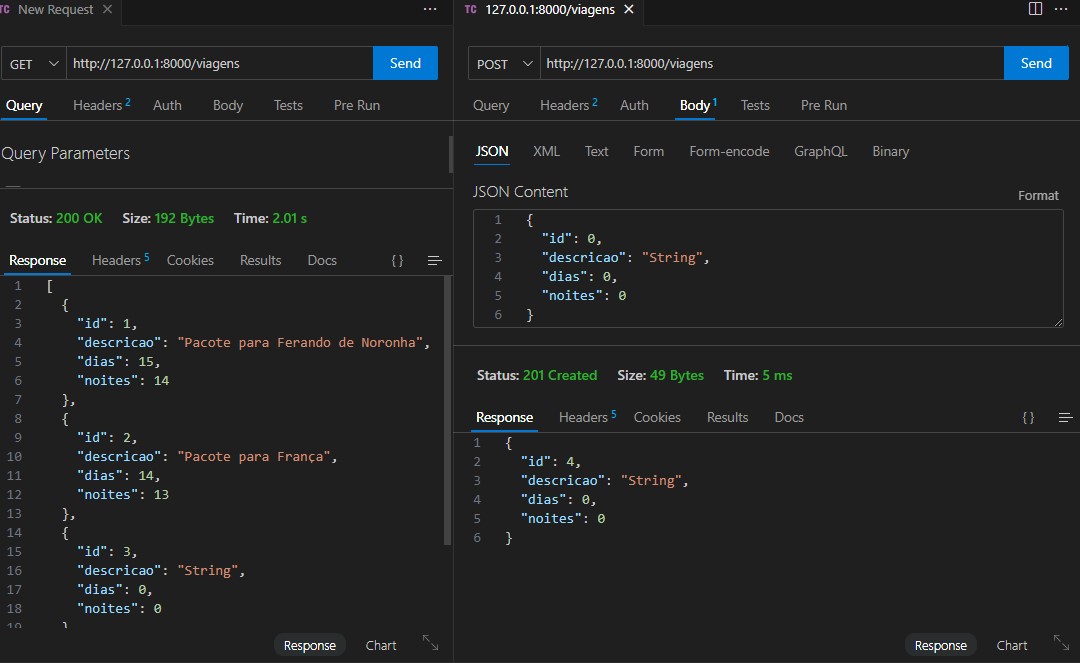 TC New Request ×
GET http://127.0.0.1:8000/viagens Send
Query Headers 2 Auth Body Tests Pre Run
Query Parameters
Status: 200 OK Size: 192 Bytes Time: 2.01 s
Response Headers 5 Cookies Results Docs { }
1 [
2 {
3 "id": 1,
4 "descricao": "Pacote para Ferando de Noronha",
5 "dias": 15,
6 "noites": 14
7 },
8 {
9 "id": 2,
10 "descricao": "Pacote para França",
11 "dias": 14,
12 "noites": 13
13 },
14 {
15 "id": 3,
16 "descricao": "String",
17 "dias": 0,
18 "noites": 0
19 }
Response Chart
TC 127.0.0.1:8000/viagens ×
POST http://127.0.0.1:8000/viagens Send
Query Headers 2 Auth Body 1 Tests Pre Run
JSON XML Text Form Form-encode GraphQL Binary
JSON Content
Format
1 {
2 "id": 0,
3 "descricao": "String",
4 "dias": 0,
5 "noites": 0
6 }
Status: 201 Created Size: 49 Bytes Time: 5 ms
Response Headers 5 Cookies Results Docs { }
1 {
2 "id": 4,
3 "descricao": "String",
4 "dias": 0,
5 "noites": 0
6 }
Response Chart